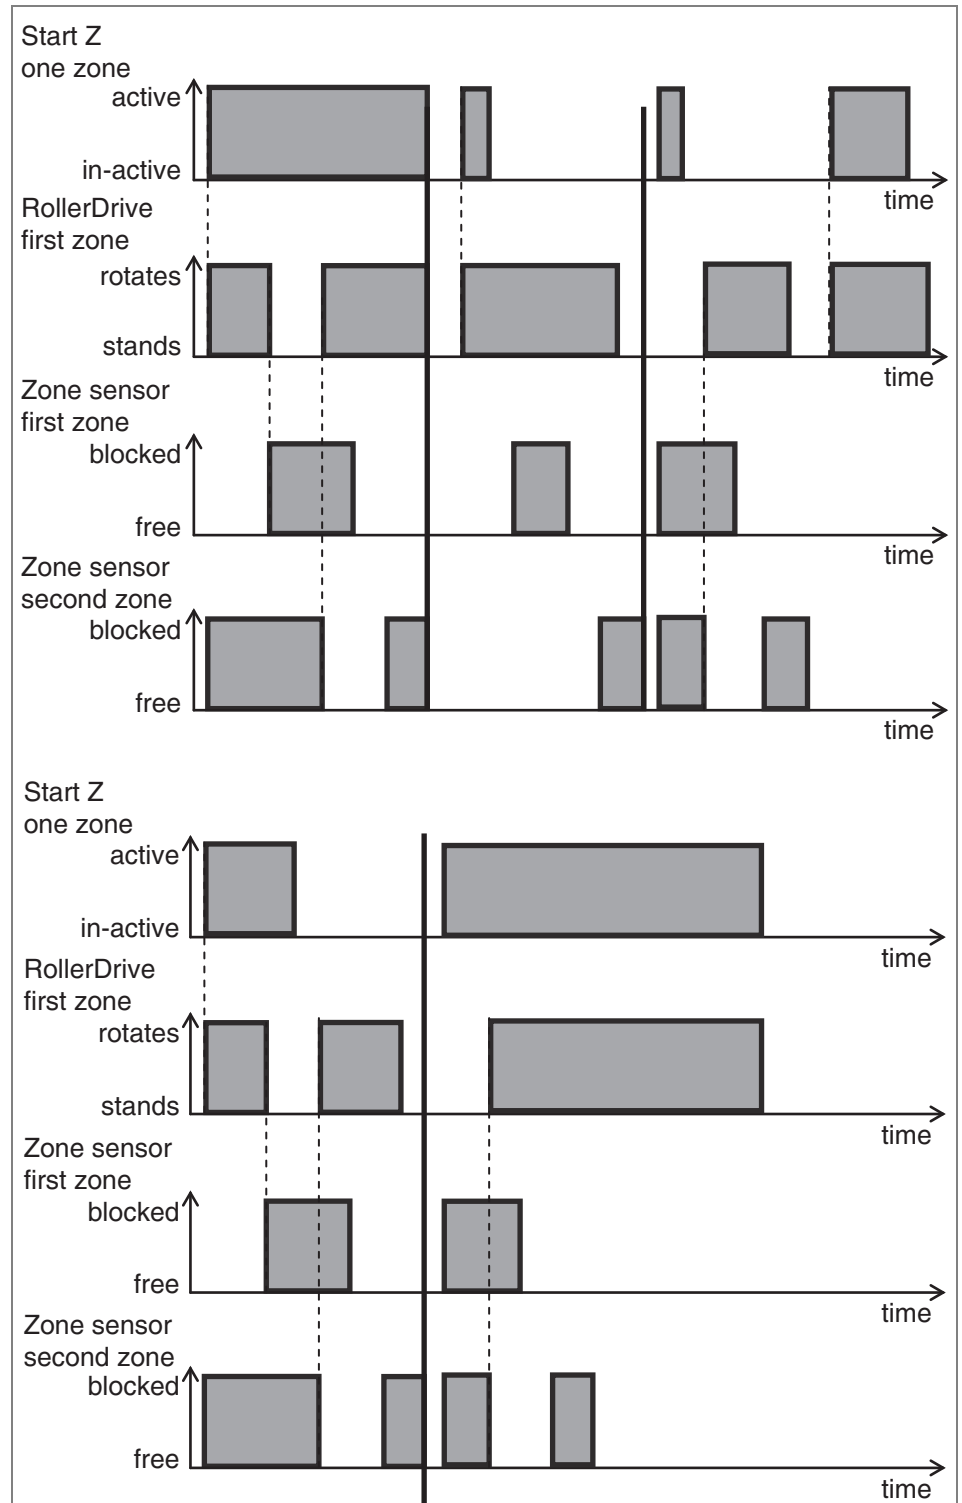 Start Z
one zone
active
in-active
time
RollerDrive
first zone
rotates
stands
time
Zone sensor
first zone
blocked
free
time
Zone sensor
second zone
blocked
free
time
Start Z
one zone
active
in-active
time
RollerDrive
first zone
rotates
stands
time
Zone sensor
first zone
blocked
free
time
Zone sensor
second zone
blocked
free
time